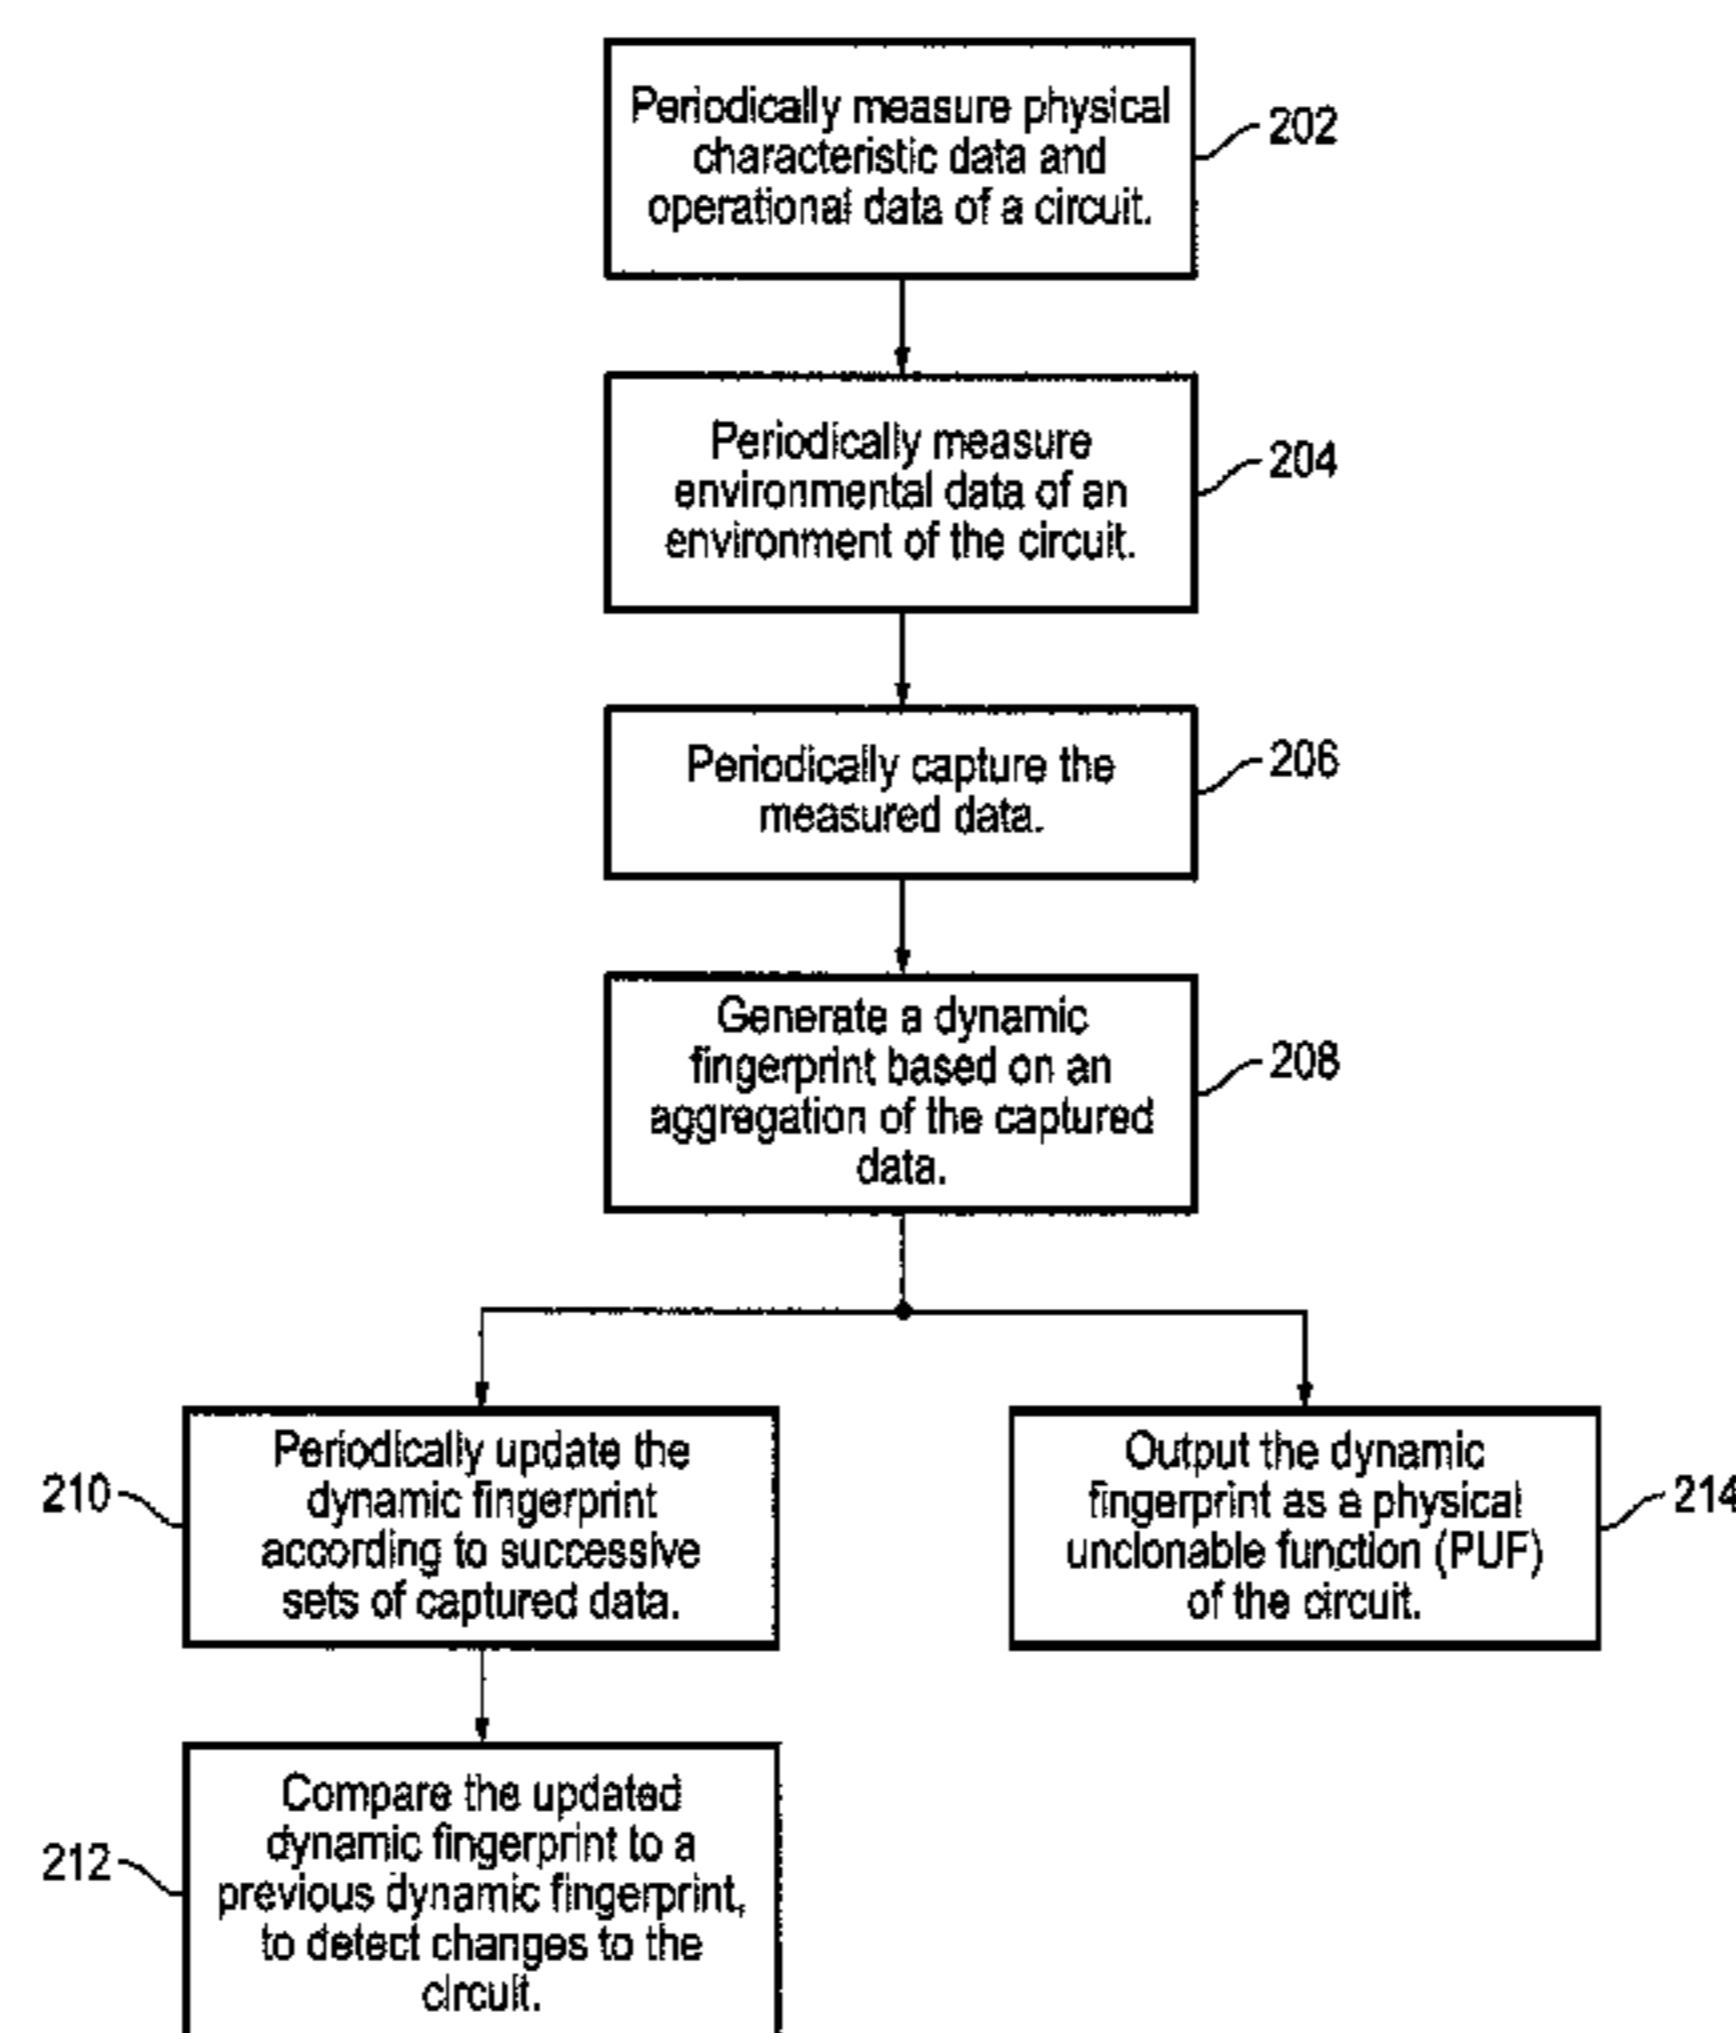 Periodically measure physical
characteristic data and
operational data of a circuit.
202
Periodically measure
environmental data of an
environment of the circuit.
204
Periodically capture the
measured data.
206
Generate a dynamic
fingerprint based on an
aggregation of the captured
data.
208
210
Periodically update the
dynamic fingerprint
according to successive
sets of captured data.
Output the dynamic
fingerprint as a physical
unclonable function (PUF)
of the circuit.
214
212
Compare the updated
dynamic fingerprint to a
previous dynamic fingerprint,
to detect changes to the
circuit.